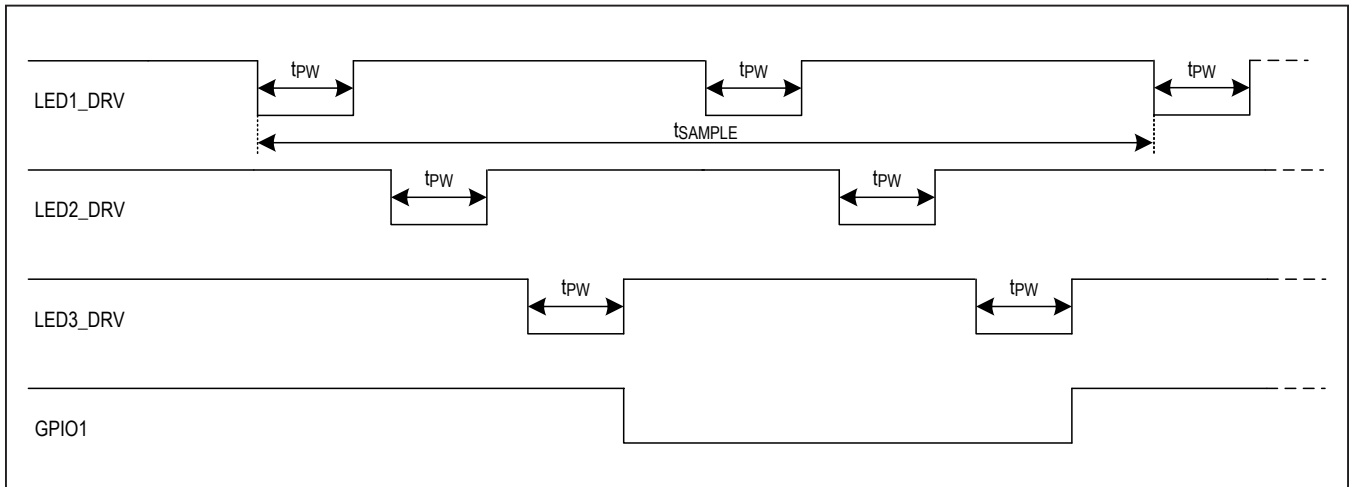 tPW tPW tPW
LED1_DRV
tSAMPLE
tPW tPW
LED2_DRV
tPW tPW
LED3_DRV
GPIO1